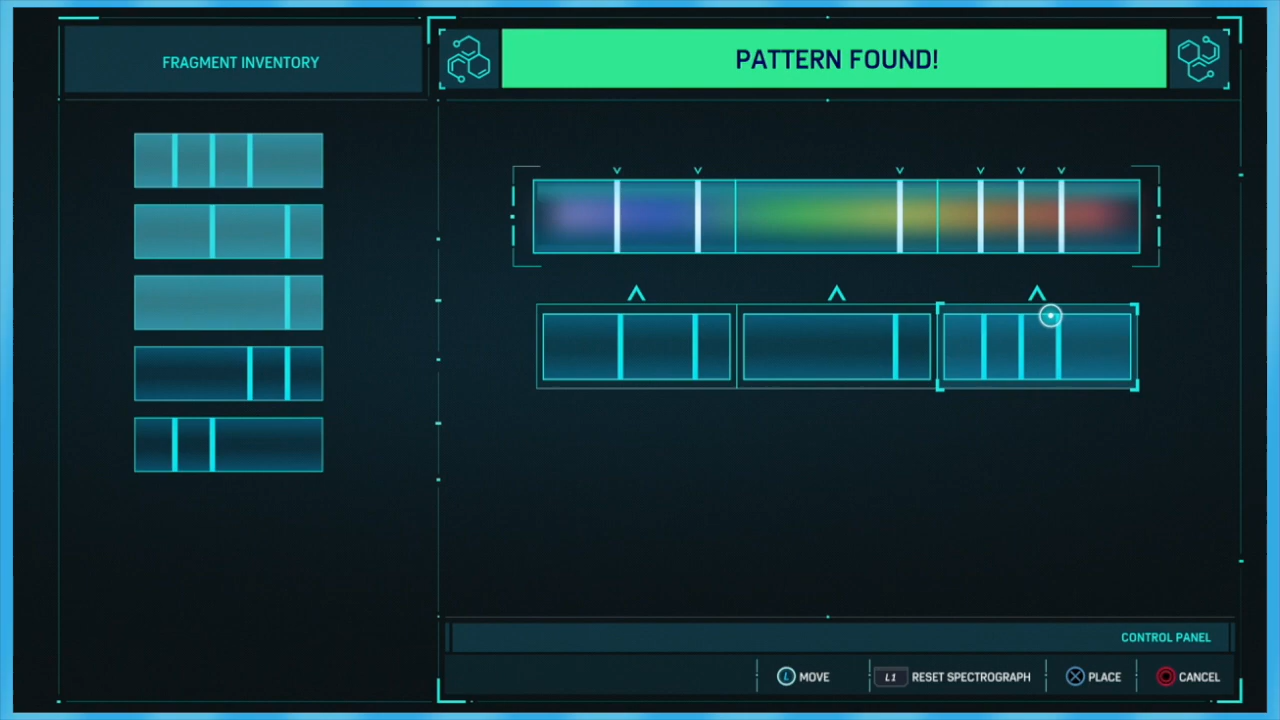 FRAGMENT INVENTORY
PATTERN FOUND!
CONTROL PANEL
L MOVE
L1 RESET SPECTROGRAPH
PLACE
CANCEL